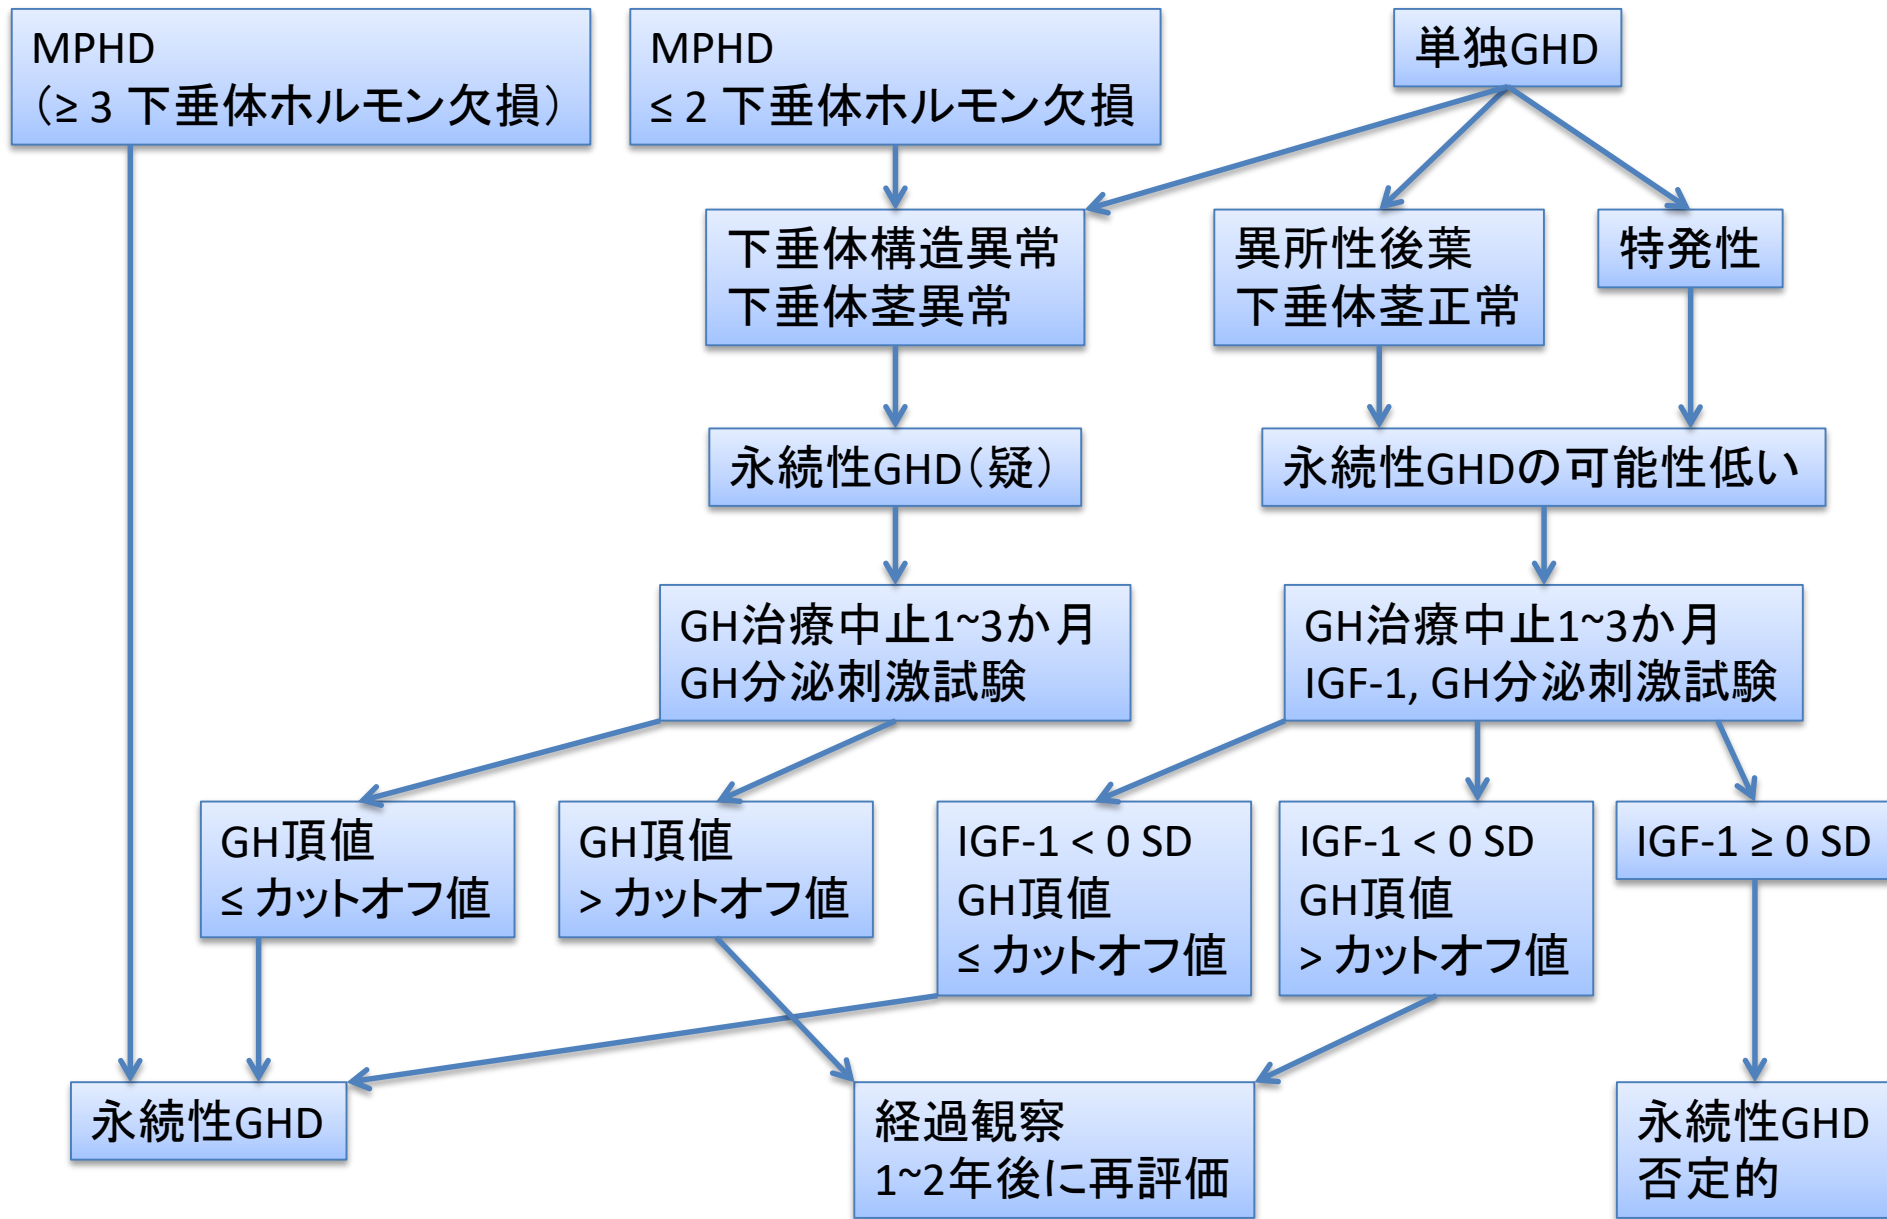 MPHD
（≥ 3 下垂体ホルモン欠損）
MPHD
≤ 2 下垂体ホルモン欠損
単独GHD
下垂体構造異常
下垂体茎異常
異所性後葉
下垂体茎正常
特発性
永続性GHD（疑）
永続性GHDの可能性低い
GH治療中止1~3か月
GH分泌刺激試験
GH治療中止1~3か月
IGF-1, GH分泌刺激試験
GH頂値
≤ カットオフ値
GH頂値
> カットオフ値
IGF-1 < 0 SD
GH頂値
≤ カットオフ値
IGF-1 < 0 SD
GH頂値
> カットオフ値
IGF-1 ≥ 0 SD
永続性GHD
経過観察
1~2年後に再評価
永続性GHD
否定的